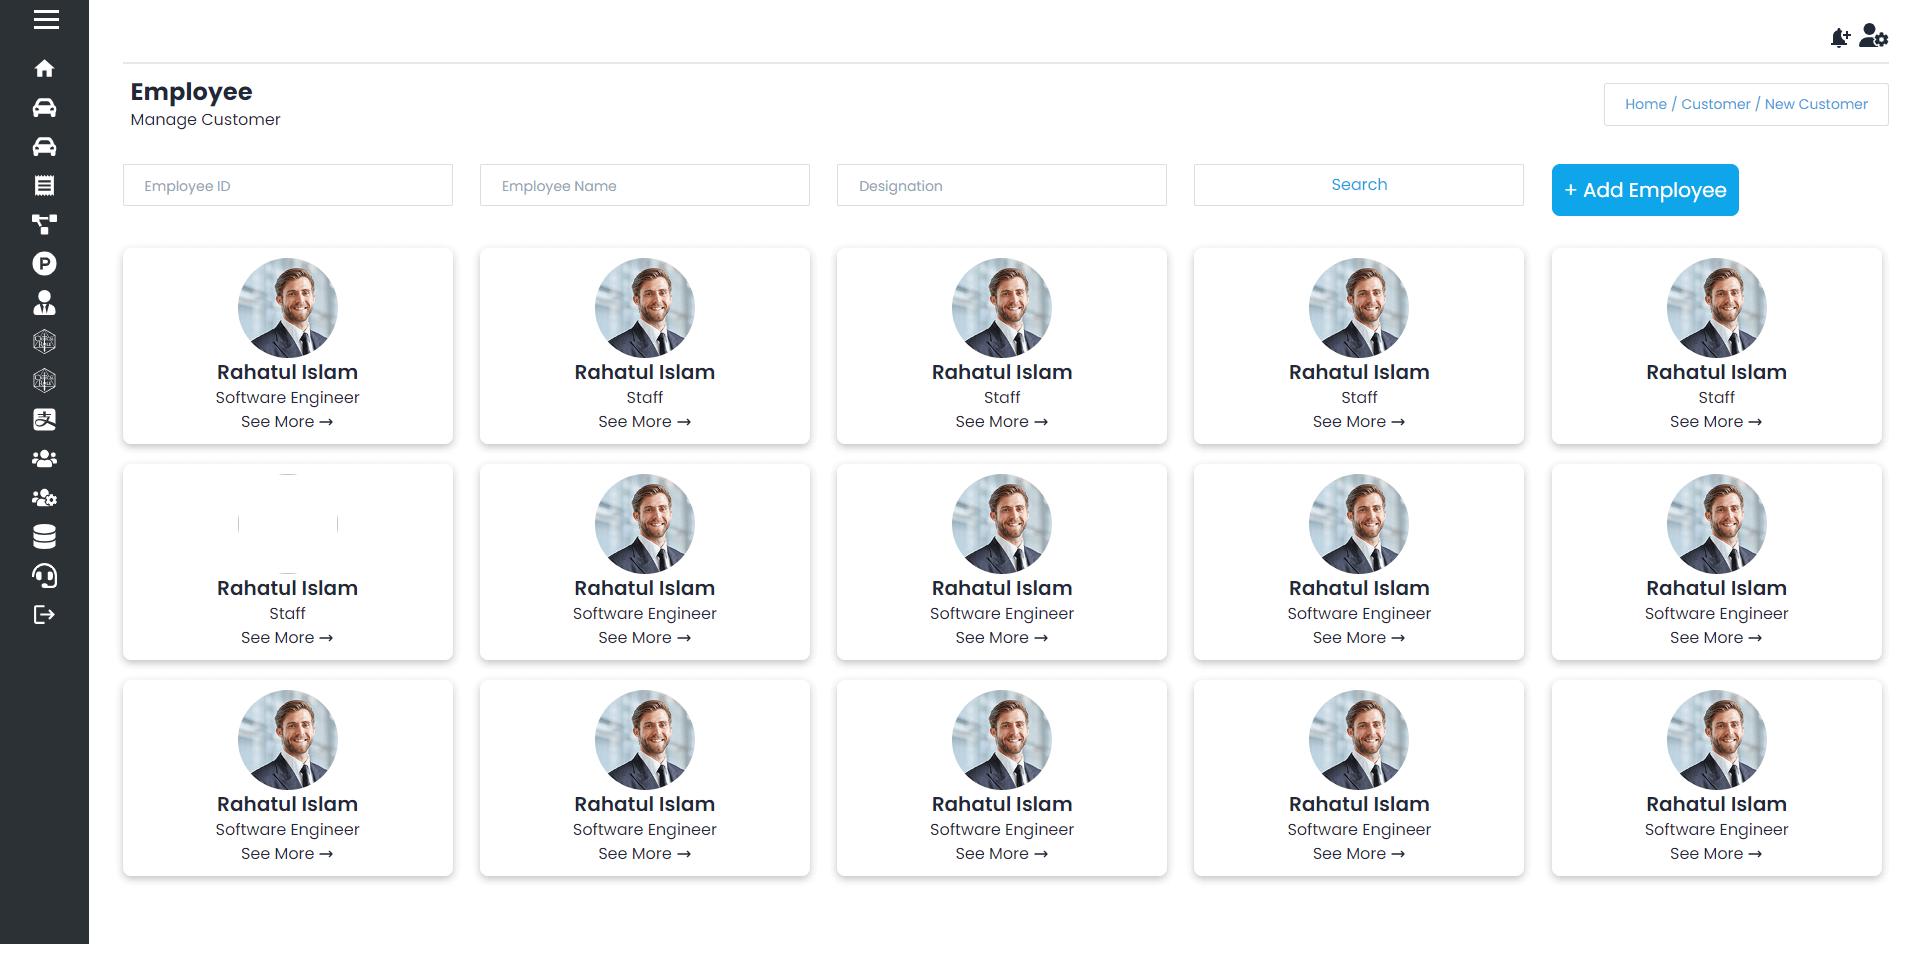 Employee
Manage Customer
Home / Customer / New Customer
Employee ID
Employee Name
Designation
Search
+ Add Employee
Rahatul Islam
Software Engineer
See More →
Rahatul Islam
Staff
See More →
Rahatul Islam
Staff
See More →
Rahatul Islam
Staff
See More →
Rahatul Islam
Staff
See More →
Rahatul Islam
Staff
See More →
Rahatul Islam
Software Engineer
See More →
Rahatul Islam
Software Engineer
See More →
Rahatul Islam
Software Engineer
See More →
Rahatul Islam
Software Engineer
See More →
Rahatul Islam
Software Engineer
See More →
Rahatul Islam
Software Engineer
See More →
Rahatul Islam
Software Engineer
See More →
Rahatul Islam
Software Engineer
See More →
Rahatul Islam
Software Engineer
See More →